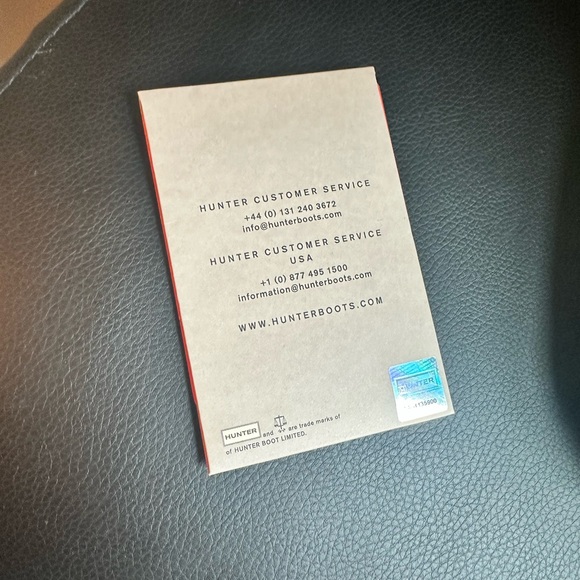 HUNTER CUSTOMER SERVICE
+44 (0) 131 240 3672
info@hunterboots.com
HUNTER CUSTOMER SERVICE
USA
+1 (0) 877 495 1500
information@hunterboots.com
WWW.HUNTERBOOTS.COM
HUNTER
HUNTER and are trade marks of
of HUNTER BOOT LIMITED.